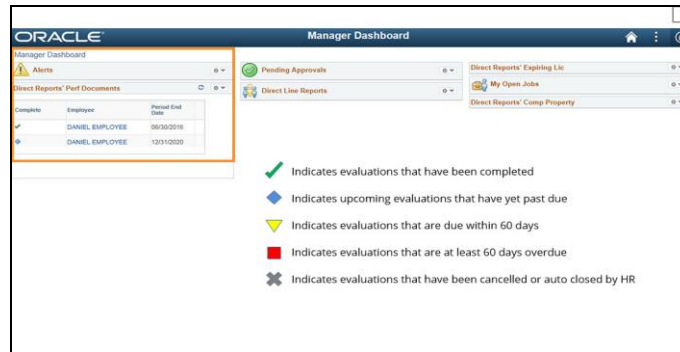 ORACLE
Manager Dashboard
Manager Dashboard
Alerts
Direct Reports' Perf Documents
Complete Employee Period End Date
DANIEL EMPLOYEE 06/30/2016
DANIEL EMPLOYEE 12/31/2020
Pending Approvals
Direct Line Reports
Direct Reports' Expiring Lic
My Open Jobs
Direct Reports' Comp Property
Indicates evaluations that have been completed
Indicates upcoming evaluations that have yet past due
Indicates evaluations that are due within 60 days
Indicates evaluations that are at least 60 days overdue
Indicates evaluations that have been cancelled or auto closed by HR